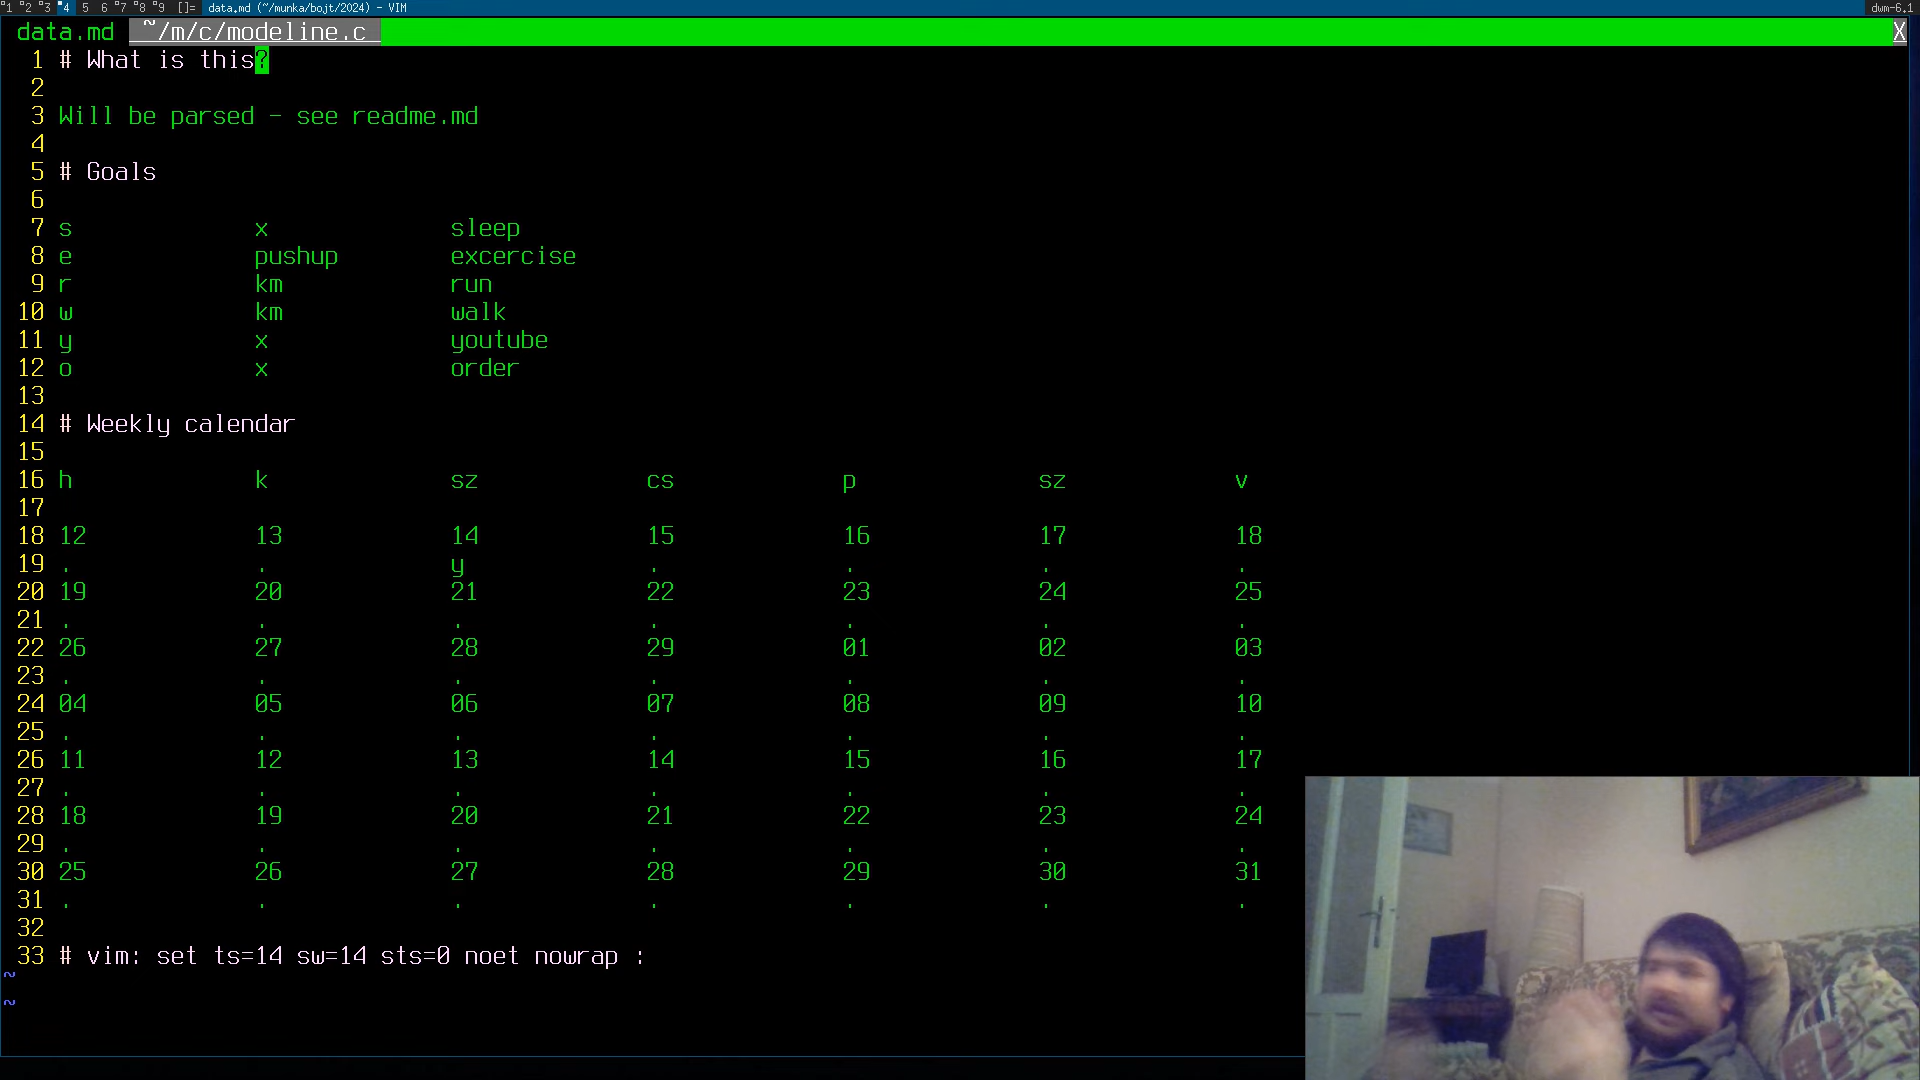 1 2 3 4 5 6 7 8 9 []= data.md (~/munka/bojt/2024) - VIM dwm-6.1
data.md ~/m/c/modeline.c X
1 # What is this?
2
3 Will be parsed - see readme.md
4
5 # Goals
6
7 s x sleep
8 e pushup excercise
9 r km run
10 w km walk
11 y x youtube
12 o x order
13
14 # Weekly calendar
15
16 h k sz cs p sz v
17
18 12 13 14 15 16 17 18
19 . . y . . . .
20 19 20 21 22 23 24 25
21 . . . . . . .
22 26 27 28 29 01 02 03
23 . . . . . . .
24 04 05 06 07 08 09 10
25 . . . . . . .
26 11 12 13 14 15 16 17
27 . . . . . . .
28 18 19 20 21 22 23 24
29 . . . . . . .
30 25 26 27 28 29 30 31
31 . . . . . . .
32
33 # vim: set ts=14 sw=14 sts=0 noet nowrap :
~
~